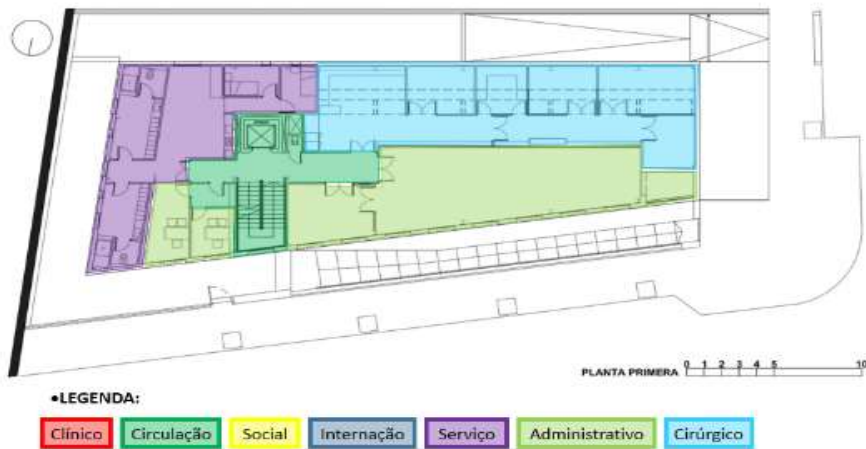 PLANTA PRIMERA 0 1 2 3 4 5 10
•LEGENDA:
Clínico Circulação Social Internação Serviço Administrativo Cirúrgico